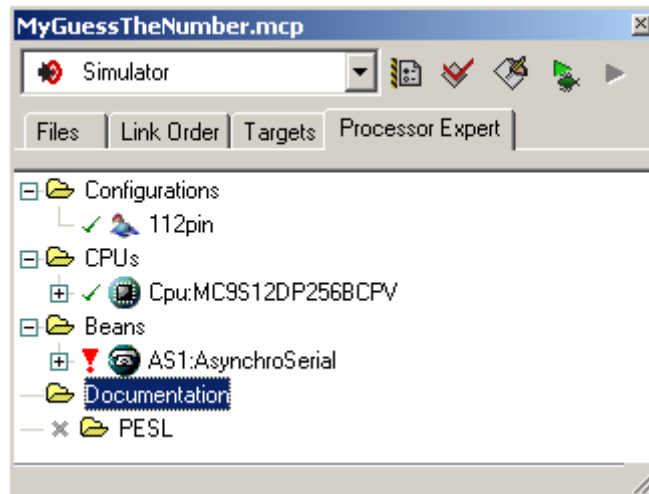 MyGuessTheNumber.mcp
Simulator
Files Link Order Targets Processor Expert
Configurations
112pin
CPUs
Cpu:MC9S12DP256BCPV
Beans
AS1:AsynchroSerial
Documentation
PESL